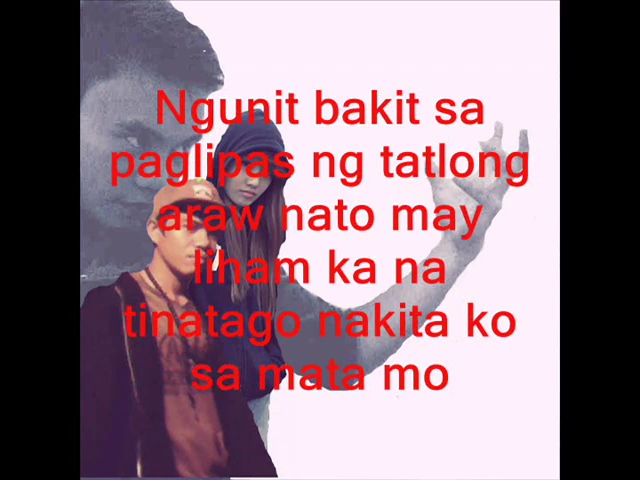 Ngunit bakit sa
paglipas ng tatlong
araw nato may
liham ka na
tinatago nakita ko
sa mata mo